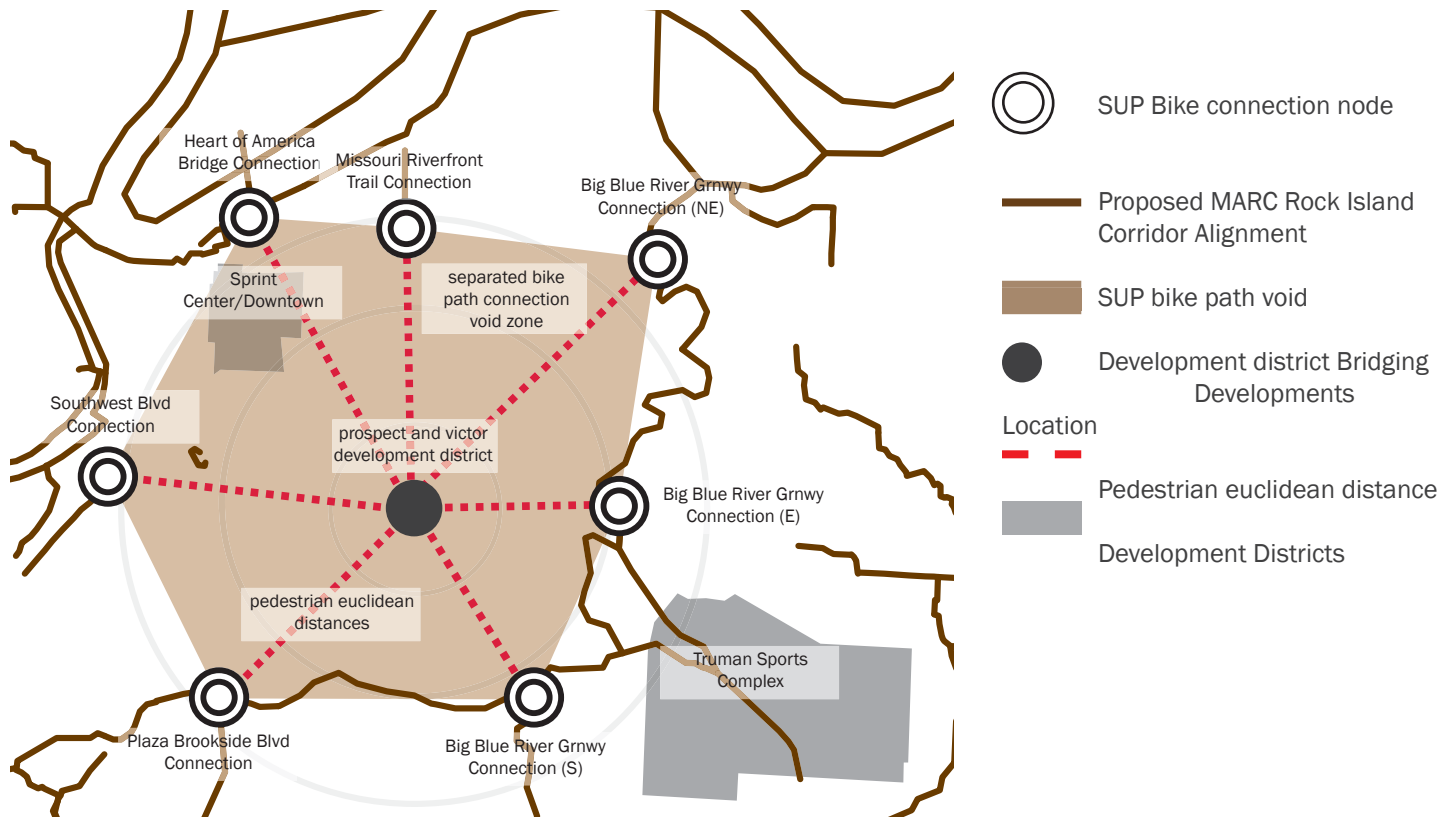 Heart of America
Bridge Connection
Missouri Riverfront
Trail Connection
Big Blue River Grnwy
Connection (NE)
Sprint
Center/Downtown
separated bike
path connection
void zone
Southwest Blvd
Connection
prospect and victor
development district
Big Blue River Grnwy
Connection (E)
pedestrian euclidean
distances
Truman Sports
Complex
Plaza Brookside Blvd
Connection
Big Blue River Grnwy
Connection (S)
SUP Bike connection node
Proposed MARC Rock Island
Corridor Alignment
SUP bike path void
Development district Bridging
Developments
Location
Pedestrian euclidean distance
Development Districts